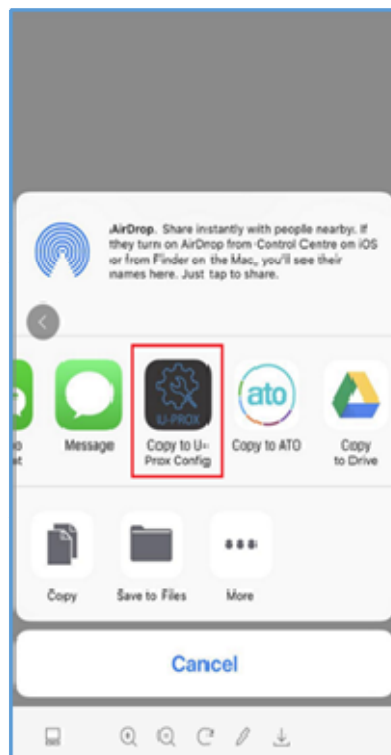 AirDrop. Share instantly with people nearby. If
they turn on AirDrop from Control Centre on iOS
or from Finder on the Mac, you'll see their
names here. Just tap to share.
Message
Copy to U-
Prox Config
Copy to ATO
Copy
to Drive
U-PROX
ato
Copy
Save to Files
More
Cancel